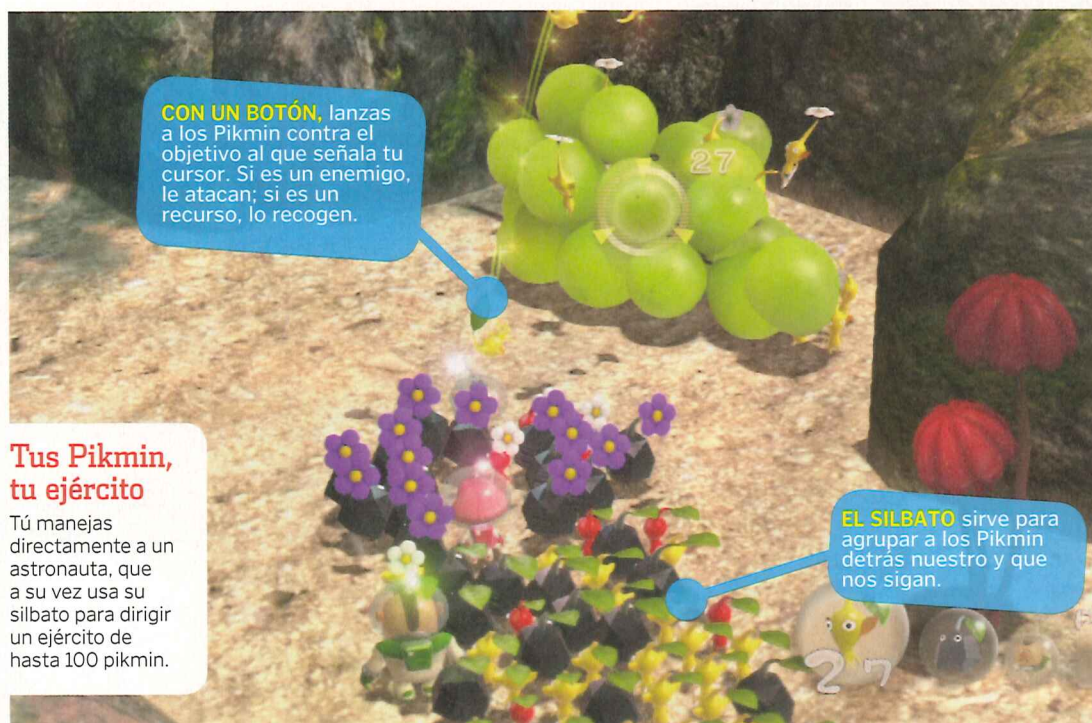 CON UN BOTÓN, lanzas
a los Pikmin contra el
objetivo al que señala tu
cursor. Si es un enemigo,
le atacan; si es un
recurso, lo recogen.
27
Tus Pikmin,
tu ejército
Tú manejas
directamente a un
astronauta, que
a su vez usa su
silbato para dirigir
un ejército de
hasta 100 pikmin.
EL SILBATO sirve para
agrupar a los Pikmin
detrás nuestro y que
nos sigan.
27